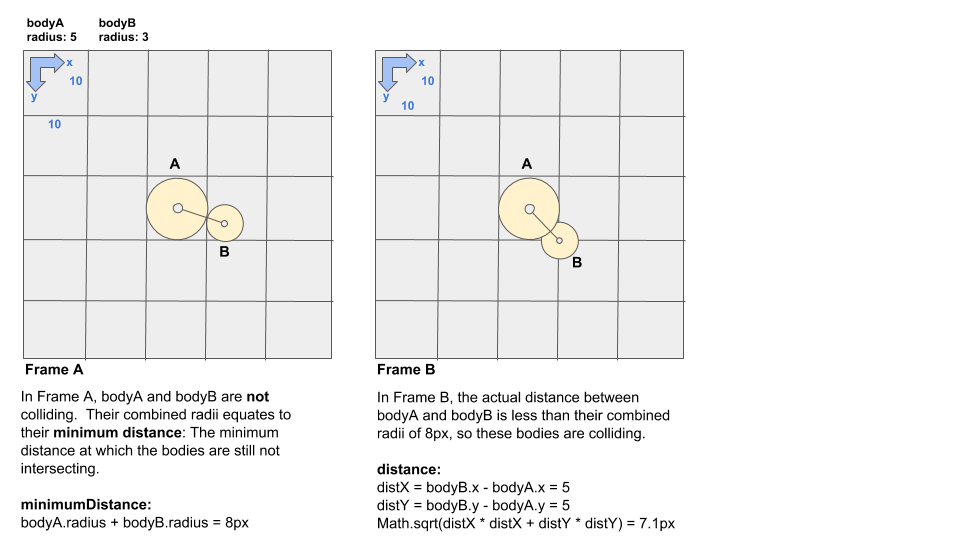 bodyA
radius: 5
bodyB
radius: 3
x
10
y
10
A
B
Frame A
In Frame A, bodyA and bodyB are not
colliding.  Their combined radii equates to
their minimum distance: The minimum
distance at which the bodies are still not
intersecting.
minimumDistance:
bodyA.radius + bodyB.radius = 8px
x
10
y
10
A
B
Frame B
In Frame B, the actual distance between
bodyA and bodyB is less than their combined
radii of 8px, so these bodies are colliding.
distance:
distX = bodyB.x - bodyA.x = 5
distY = bodyB.y - bodyA.y = 5
Math.sqrt(distX * distX + distY * distY) = 7.1px